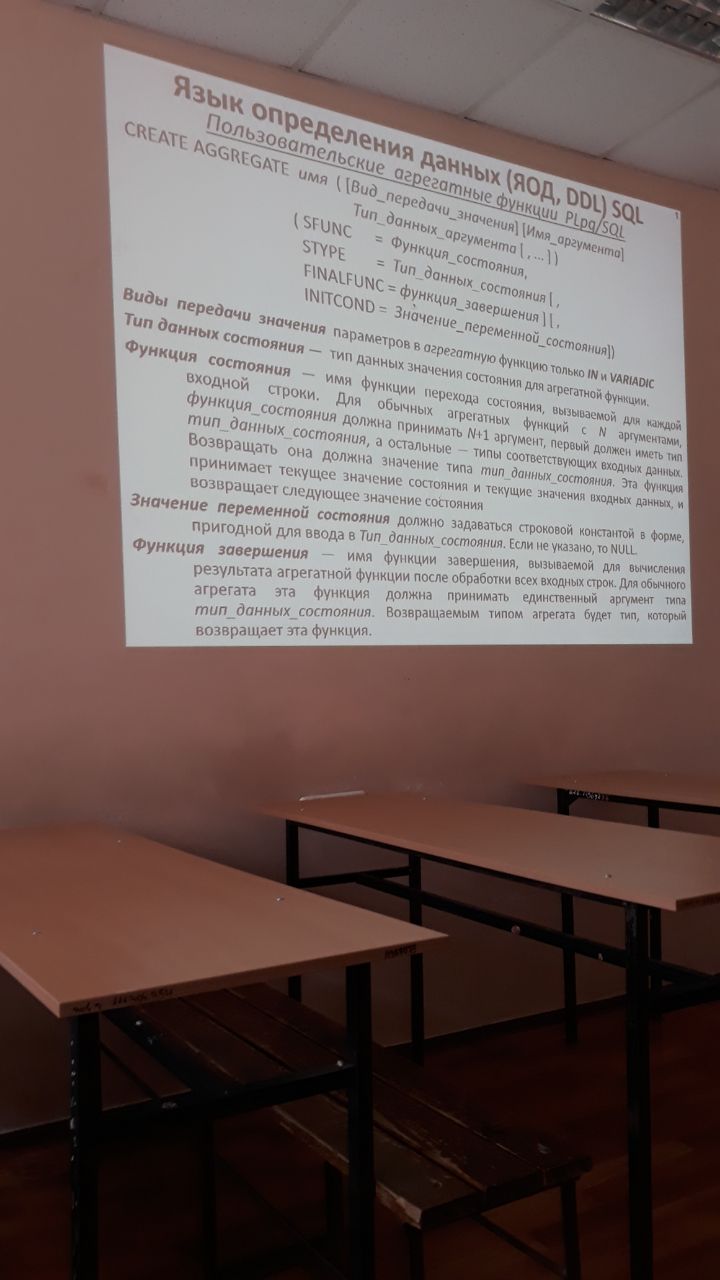 Язык определения данных (ЯОД, DDL) SQL
1
Пользовательские агрегатные функции PLpg/SQL
CREATE AGGREGATE имя ( [Вид_передачи_значения] [Имя_аргумента]
Тип_данных_аргумента [ , ... ] )
( SFUNC = Функция_состояния,
STYPE = Тип_данных_состояния [ ,
FINALFUNC = функция_завершения ] [ ,
INITCOND = Значение_переменной_состояния])
Виды передачи значения параметров в агрегатную функцию только IN и VARIADIC
Тип данных состояния — тип данных значения состояния для агрегатной функции.
Функция состояния — имя функции перехода состояния, вызываемой для каждой
входной строки. Для обычных агрегатных функций с N аргументами,
функция_состояния должна принимать N+1 аргумент, первый должен иметь тип
тип_данных_состояния, а остальные — типы соответствующих входных данных.
Возвращать она должна значение типа тип_данных_состояния. Эта функция
принимает текущее значение состояния и текущие значения входных данных, и
возвращает следующее значение состояния
Значение переменной состояния должно задаваться строковой константой в форме,
пригодной для ввода в Тип_данных_состояния. Если не указано, то NULL.
Функция завершения — имя функции завершения, вызываемой для вычисления
результата агрегатной функции после обработки всех входных строк. Для обычного
агрегата эта функция должна принимать единственный аргумент типа
тип_данных_состояния. Возвращаемым типом агрегата будет тип, который
возвращает эта функция.